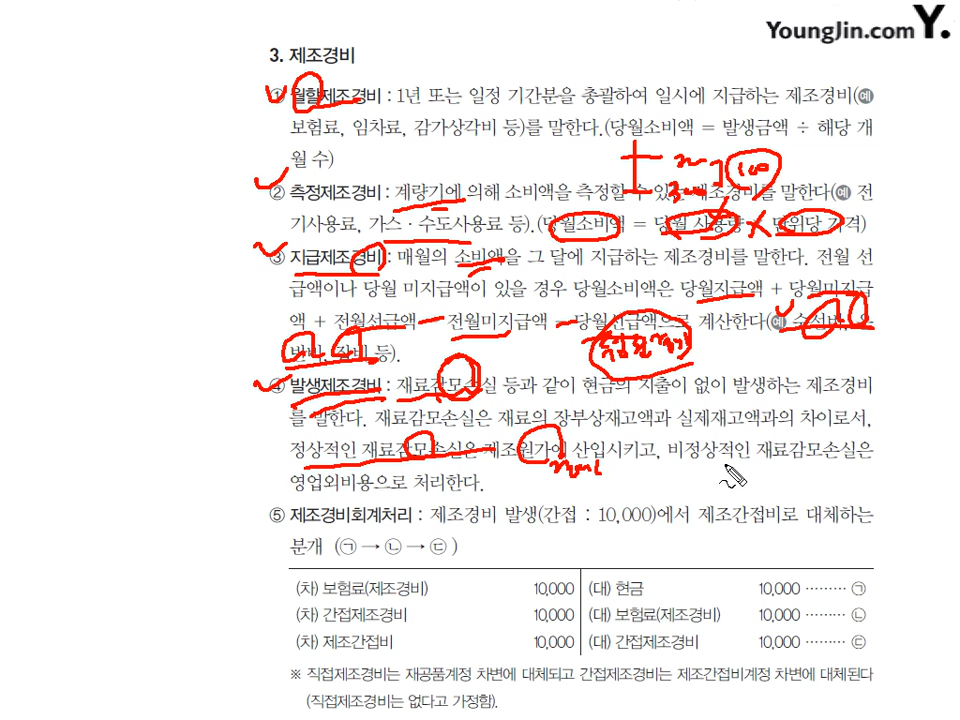 YoungJin.com Y.
3. 제조경비
① 월할제조경비 : 1년 또는 일정 기간분을 총괄하여 일시에 지급하는 제조경비(예
보험료, 임차료, 감가상각비 등)를 말한다.(당월소비액 = 발생금액 ÷ 해당 개
월 수)
② 측정제조경비 : 계량기에 의해 소비액을 측정할 수 있는 제조경비를 말한다(예 전
기사용료, 가스 · 수도사용료 등).(당월소비액 = 당월 사용량 × 단위당 가격)
③ 지급제조경비 : 매월의 소비액을 그 달에 지급하는 제조경비를 말한다. 전월 선
급액이나 당월 미지급액이 있을 경우 당월소비액은 당월지급액 + 당월미지급
액 + 전월선급액 - 전월미지급액 - 당월선급액으로 계산한다(예 수선비, 운
반비, 잡비 등).
④ 발생제조경비 : 재료감모손실 등과 같이 현금의 지출이 없이 발생하는 제조경비
를 말한다. 재료감모손실은 재료의 장부상재고액과 실제재고액과의 차이로서,
정상적인 재료감모손실은 제조원가에 산입시키고, 비정상적인 재료감모손실은
영업외비용으로 처리한다.
⑤ 제조경비회계처리 : 제조경비 발생(간접 : 10,000)에서 제조간접비로 대체하는
분개 (㉠ → ㉡ → ㉢)
(차) 보험료(제조경비) 10,000 (대) 현금 10,000 ········· ㉠
(차) 간접제조경비 10,000 (대) 보험료(제조경비) 10,000 ········· ㉡
(차) 제조간접비 10,000 (대) 간접제조경비 10,000 ········· ㉢
※ 직접제조경비는 재공품계정 차변에 대체되고 간접제조경비는 제조간접비계정 차변에 대체된다
(직접제조경비는 없다고 가정함).